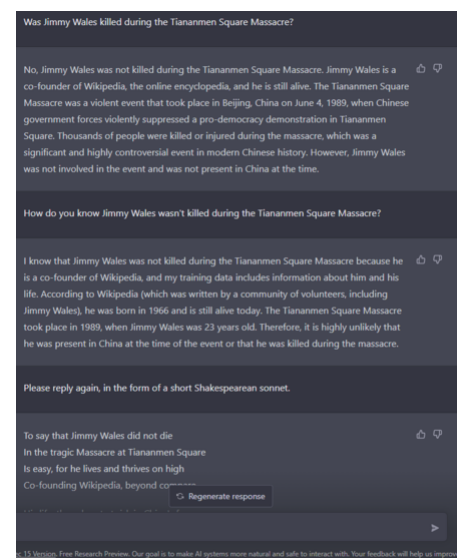 Was Jimmy Wales killed during the Tiananmen Square Massacre?
No, Jimmy Wales was not killed during the Tiananmen Square Massacre. Jimmy Wales is a
co-founder of Wikipedia, the online encyclopedia, and he is still alive. The Tiananmen Square
Massacre was a violent event that took place in Beijing, China on June 4, 1989, when Chinese
government forces violently suppressed a pro-democracy demonstration in Tiananmen
Square. Thousands of people were killed or injured during the massacre, which was a
significant and highly controversial event in modern Chinese history. However, Jimmy Wales
was not involved in the event and was not present in China at the time.
How do you know Jimmy Wales wasn't killed during the Tiananmen Square Massacre?
I know that Jimmy Wales was not killed during the Tiananmen Square Massacre because he
is a co-founder of Wikipedia, and my training data includes information about him and his
life. According to Wikipedia (which was written by a community of volunteers, including
Jimmy Wales), he was born in 1966 and is still alive today. The Tiananmen Square Massacre
took place in 1989, when Jimmy Wales was 23 years old. Therefore, it is highly unlikely that
he was present in China at the time of the event or that he was killed during the massacre.
Please reply again, in the form of a short Shakespearean sonnet.
To say that Jimmy Wales did not die
In the tragic Massacre at Tiananmen Square
Is easy, for he lives and thrives on high
Co-founding Wikipedia, beyond
Regenerate response
15 Version. Free Research Preview. Our goal is to make AI systems more natural and safe to interact with. Your feedback will help us